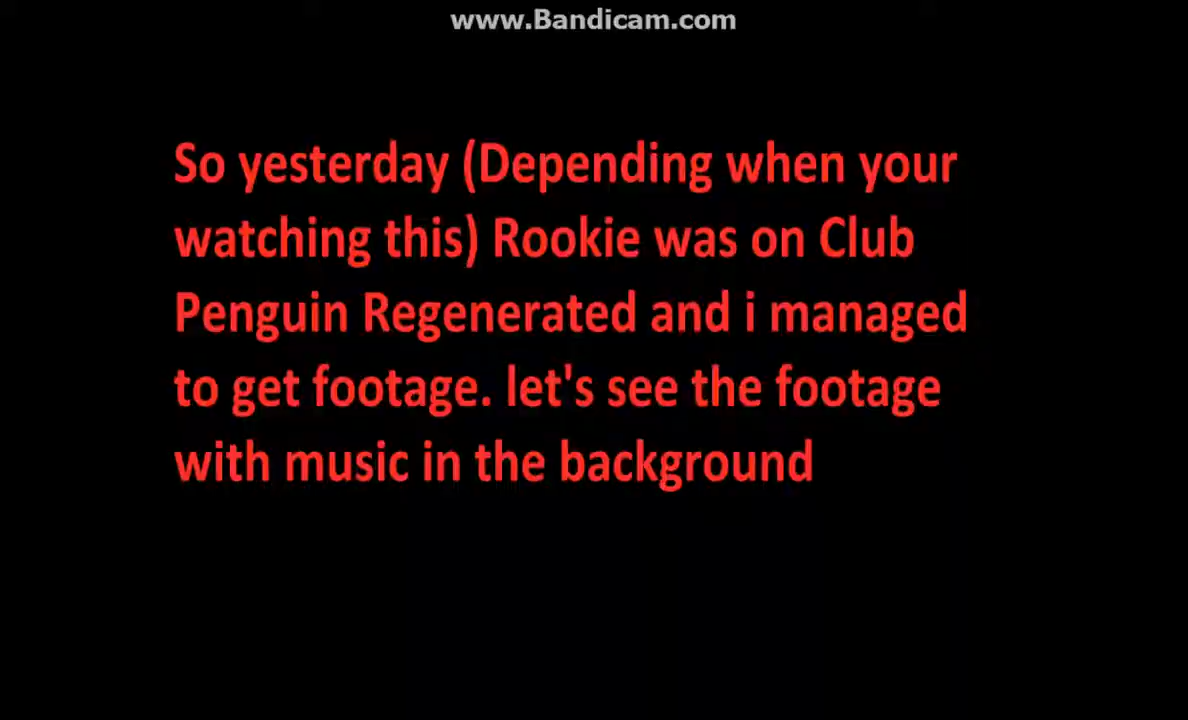 www.Bandicam.com
So yesterday (Depending when your
watching this) Rookie was on Club
Penguin Regenerated and i managed
to get footage. let's see the footage
with music in the background